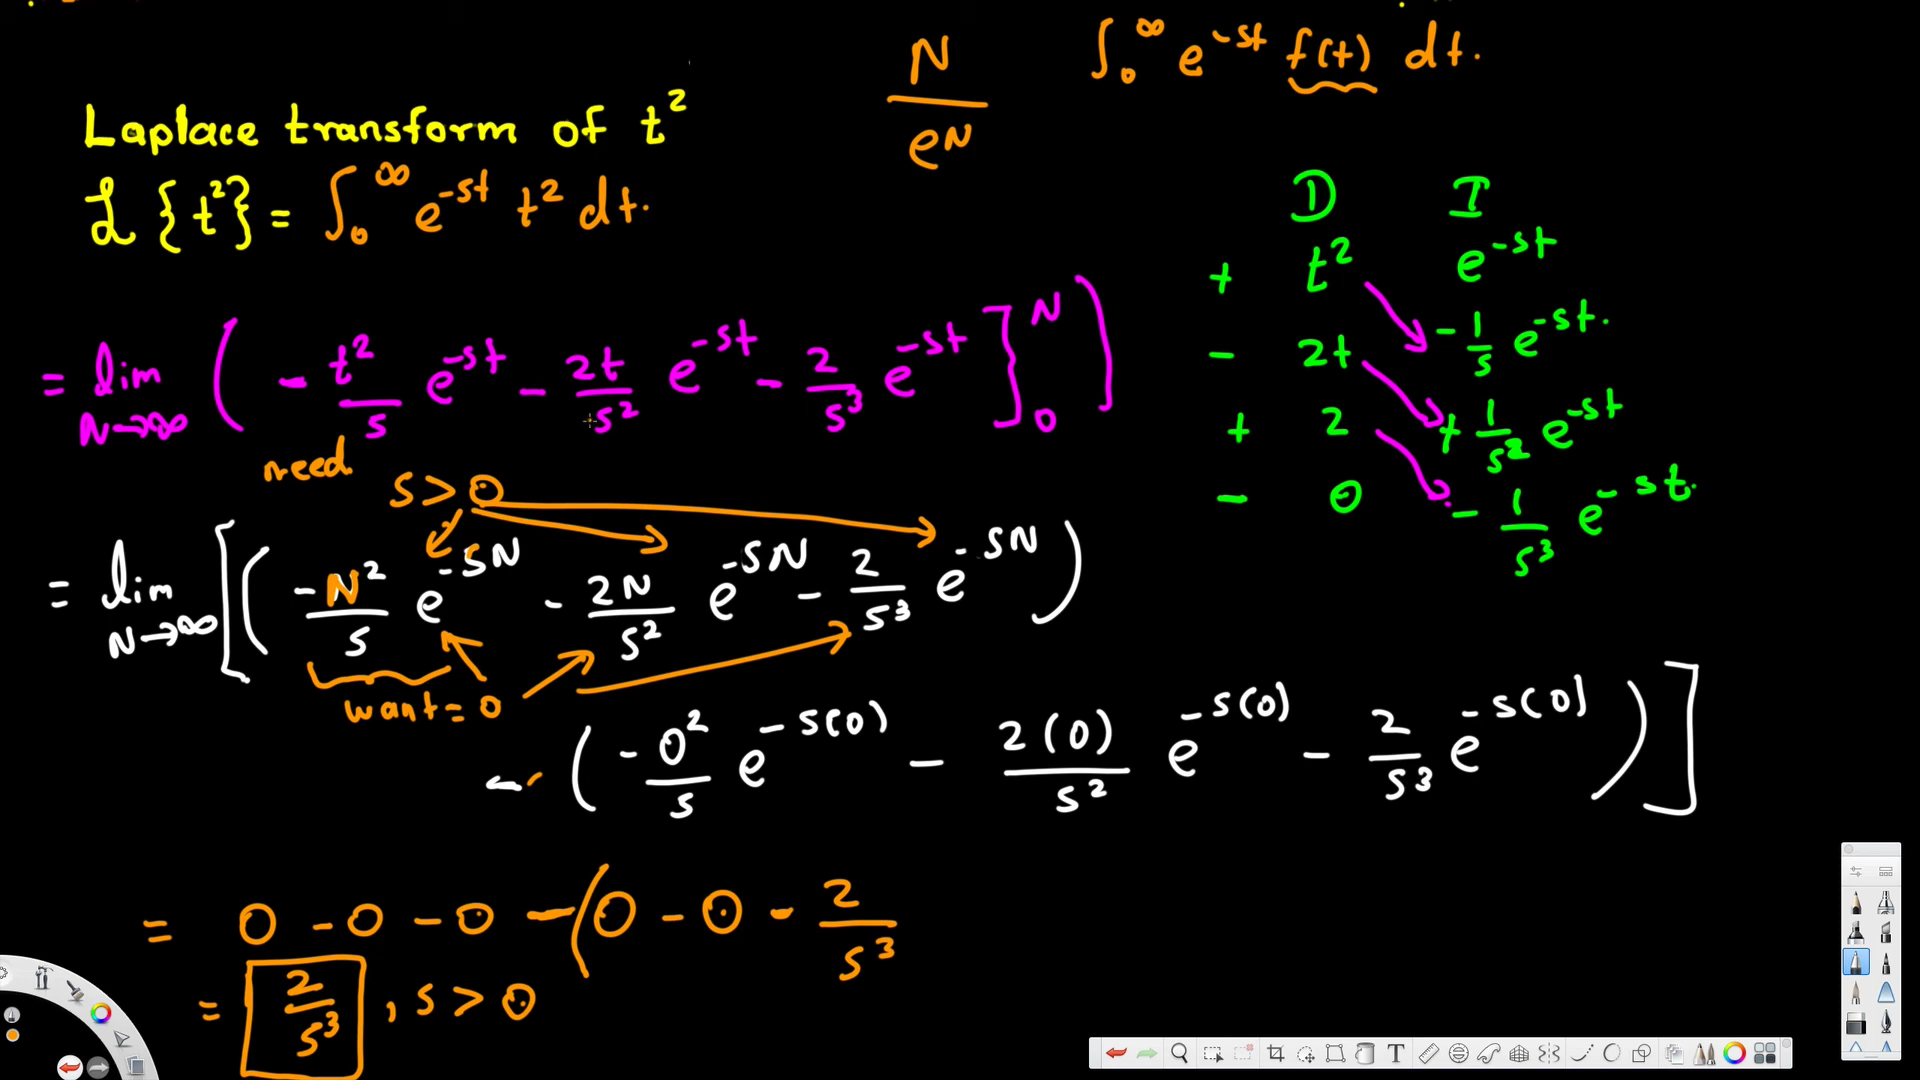 N/e^N
∫_0^∞ e^{-st} f(t) dt.
Laplace transform of t²
ℒ{t²} = ∫_0^∞ e^{-st} t² dt.
D I
+ t² e^{-st}
- 2t -1/s e^{-st}.
+ 2 +1/s² e^{-st}
- 0 -1/s³ e^{-st}.
= lim_{N→∞} ( -t²/s e^{-st} - 2t/s² e^{-st} - 2/s³ e^{-st} ]_0^N )
need
s > 0
= lim_{N→∞} [ ( -N²/s e^{-sN} - 2N/s² e^{-sN} - 2/s³ e^{-sN} )
want = 0
- ( -0²/s e^{-s(0)} - 2(0)/s² e^{-s(0)} - 2/s³ e^{-s(0)} ) ]
= 0 - 0 - 0 - (0 - 0 - 2/s³
= 2/s³ , s > 0
T